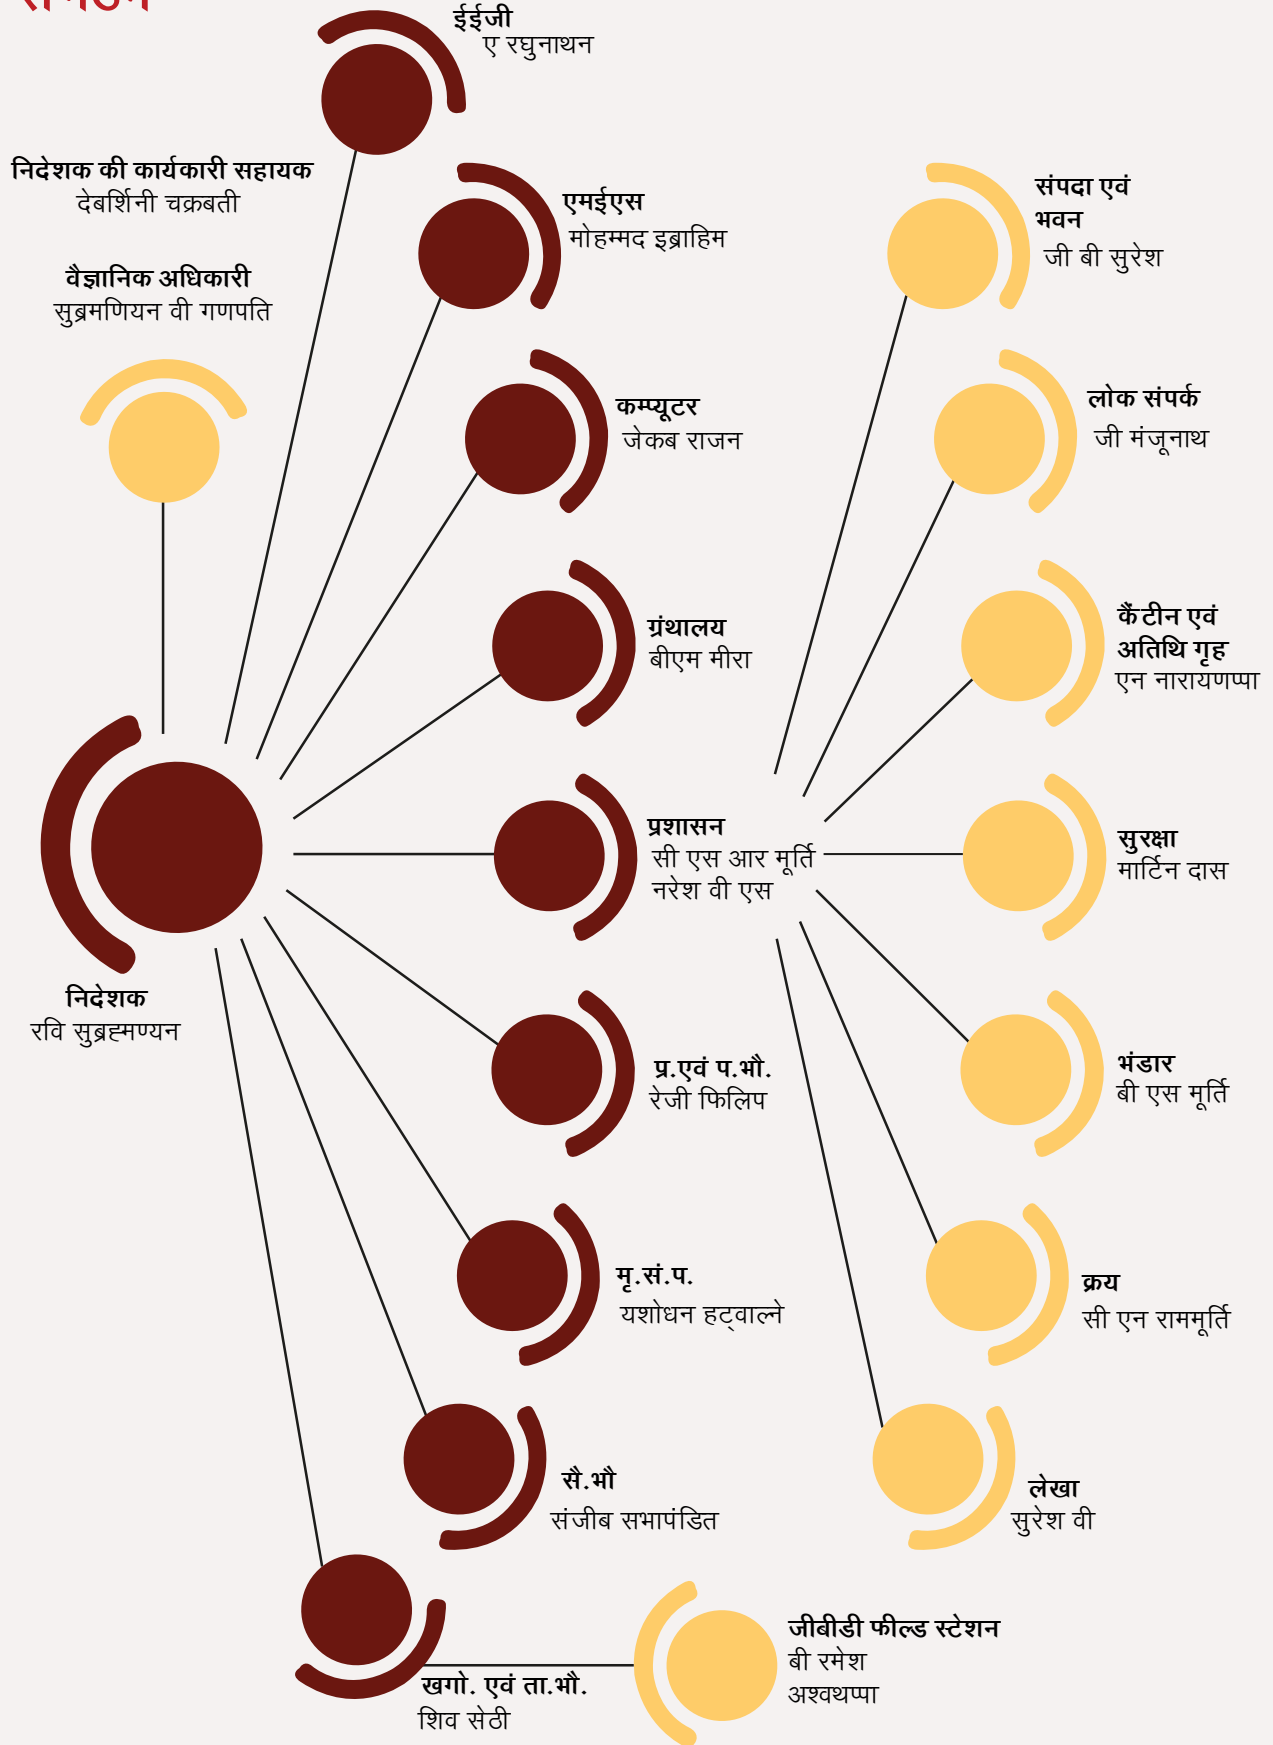 ईईजी
ए रघुनाथन
निदेशक की कार्यकारी सहायक
देबर्शिनी चक्रबती
वैज्ञानिक अधिकारी
सुब्रमणियन वी गणपति
एमईएस
मोहम्मद इब्राहिम
संपदा एवं
भवन
जी बी सुरेश
कम्प्यूटर
जेकब राजन
लोक संपर्क
जी मंजूनाथ
ग्रंथालय
बीएम मीरा
कैंटीन एवं
अतिथि गृह
एन नारायणप्पा
प्रशासन
सी एस आर मूर्ति
नरेश वी एस
सुरक्षा
मार्टिन दास
निदेशक
रवि सुब्रह्मण्यन
प्र.एवं प.भौ.
रेजी फिलिप
भंडार
बी एस मूर्ति
मृ.सं.प.
यशोधन हट्वाल्ने
क्रय
सी एन राममूर्ति
सै.भौ
संजीब सभापंडित
लेखा
सुरेश वी
खगो. एवं ता.भौ.
शिव सेठी
जीबीडी फील्ड स्टेशन
बी रमेश
अश्वथप्पा